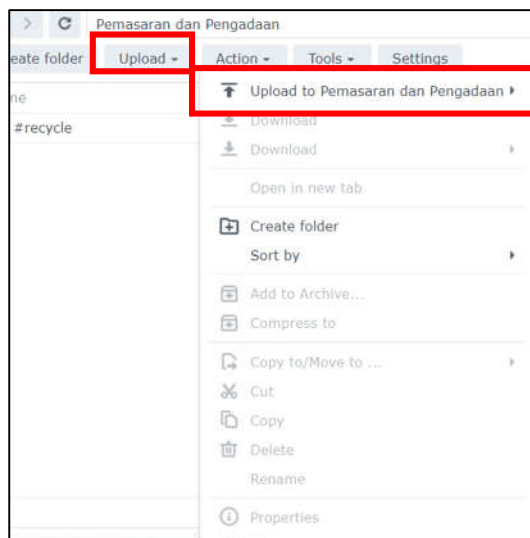 Pemasaran dan Pengadaan
eate folder Upload Action Tools Settings
me
#recycle
Upload to Pemasaran dan Pengadaan
Download
Download
Open in new tab
Create folder
Sort by
Add to Archive...
Compress to
Copy to/Move to ...
Cut
Copy
Delete
Rename
Properties